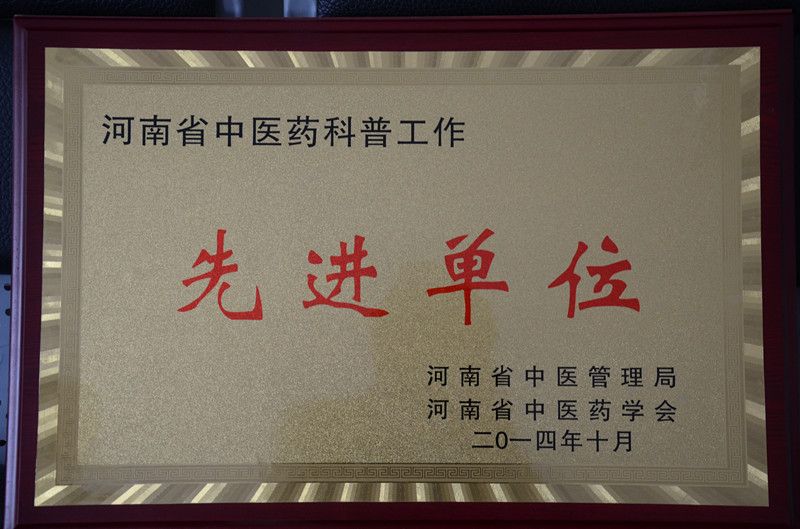 河南省中医药科普工作
先进单位
河南省中医管理局
河南省中医药学会
二0一四年十月